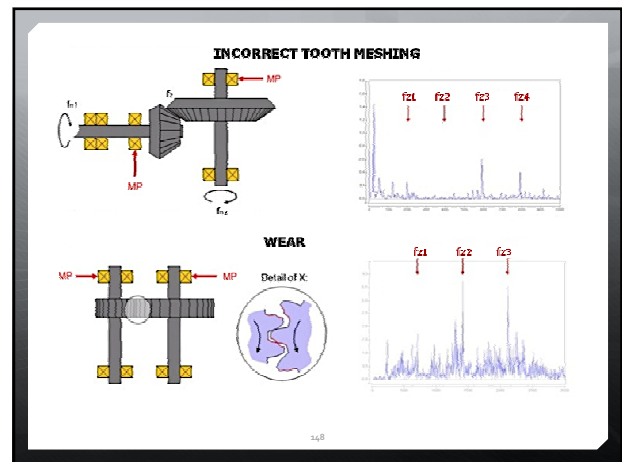 INCORRECT TOOTH MESHING
MP
fz
fn1
MP
fn2
fz1 fz2 fz3 fz4
WEAR
MP MP
Detail of X:
fz1 fz2 fz3
148